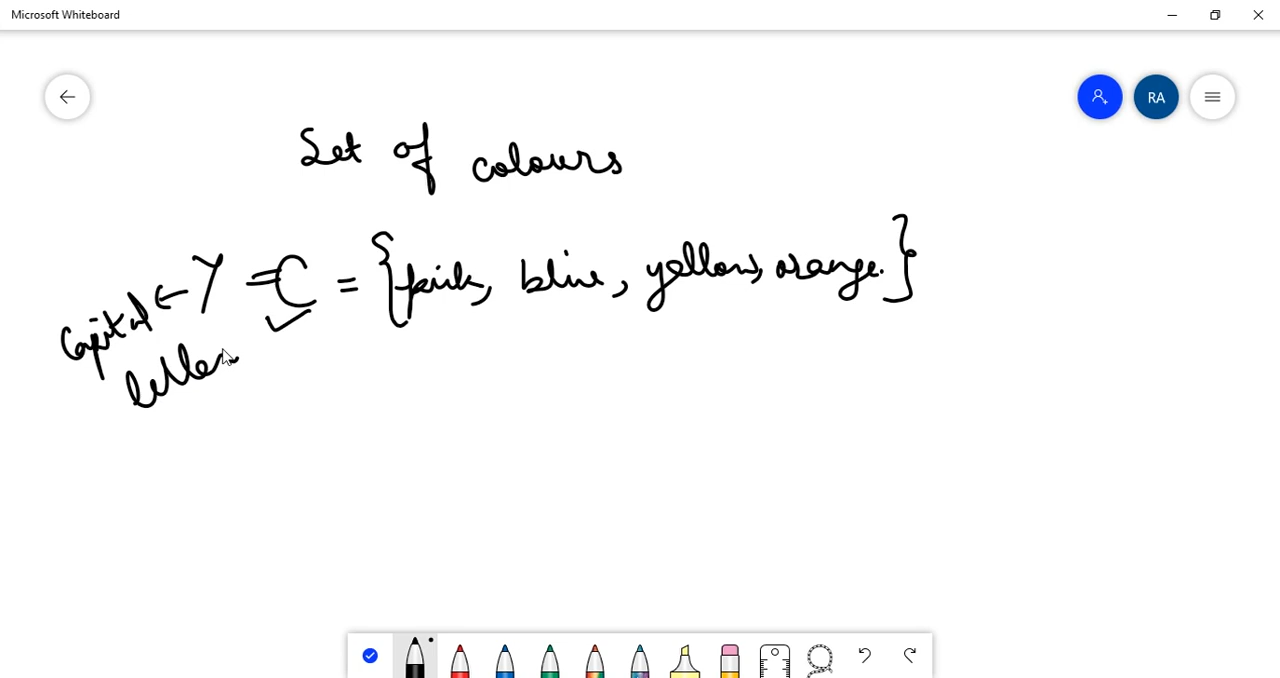 Microsoft Whiteboard
RA
Set of colours
Y = C = {pink, blue, yellow, orange.}
Capital
letter